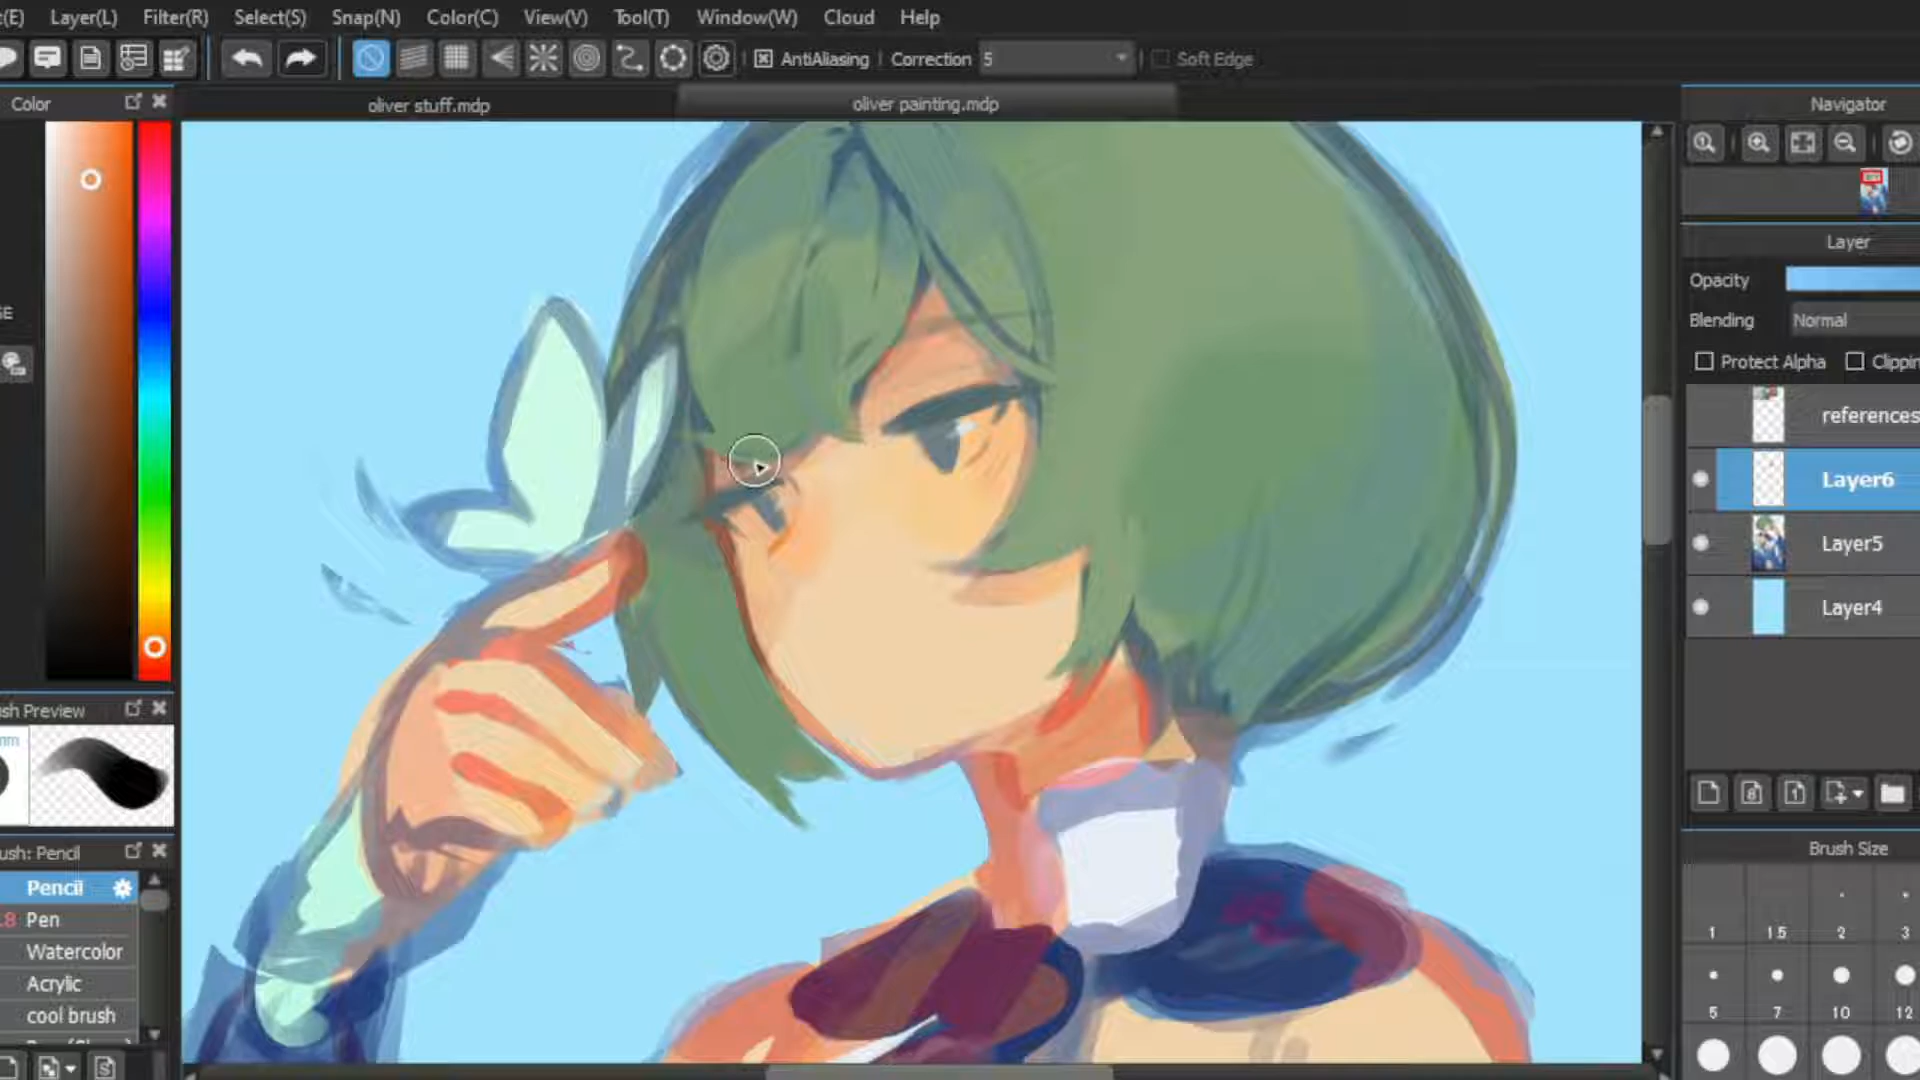 (E) Layer(L) Filter(R) Select(S) Snap(N) Color(C) View(V) Tool(T) Window(W) Cloud Help
AntiAliasing Correction 5 Soft Edge
Color
oliver stuff.mdp
oliver painting.mdp
Navigator
Layer
Opacity
Blending Normal
Protect Alpha Clippin
references
Layer6
Layer5
Layer4
sh Preview
mm
ush: Pencil
Pencil
Pen
Watercolor
Acrylic
cool brush
Brush Size
1 1.5 2 3
5 7 10 12